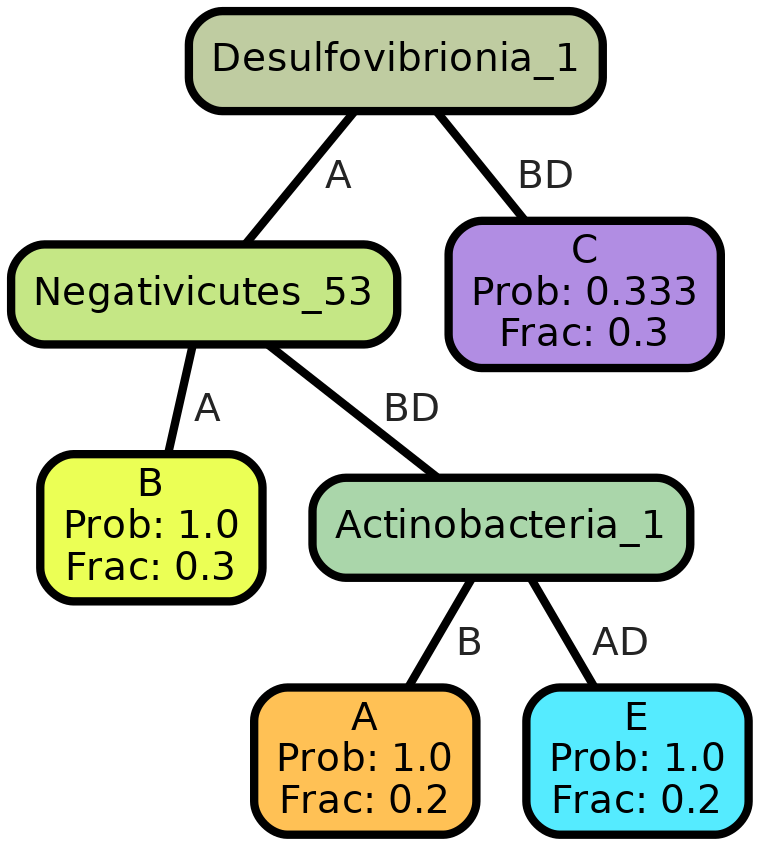 Desulfovibrionia_1
A
BD
Negativicutes_53
C
Prob: 0.333
Frac: 0.3
A
BD
B
Prob: 1.0
Frac: 0.3
Actinobacteria_1
B
AD
A
Prob: 1.0
Frac: 0.2
E
Prob: 1.0
Frac: 0.2